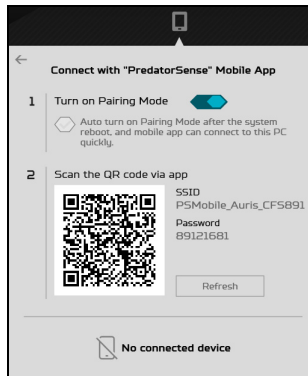 Connect with "PredatorSense" Mobile App
1 Turn on Pairing Mode
Auto turn on Pairing Mode after the system
reboot, and mobile app can connect to this PC
quickly.
2 Scan the QR code via app
SSID
PSMobile_Auris_CFS891
Password
89121681
Refresh
No connected device